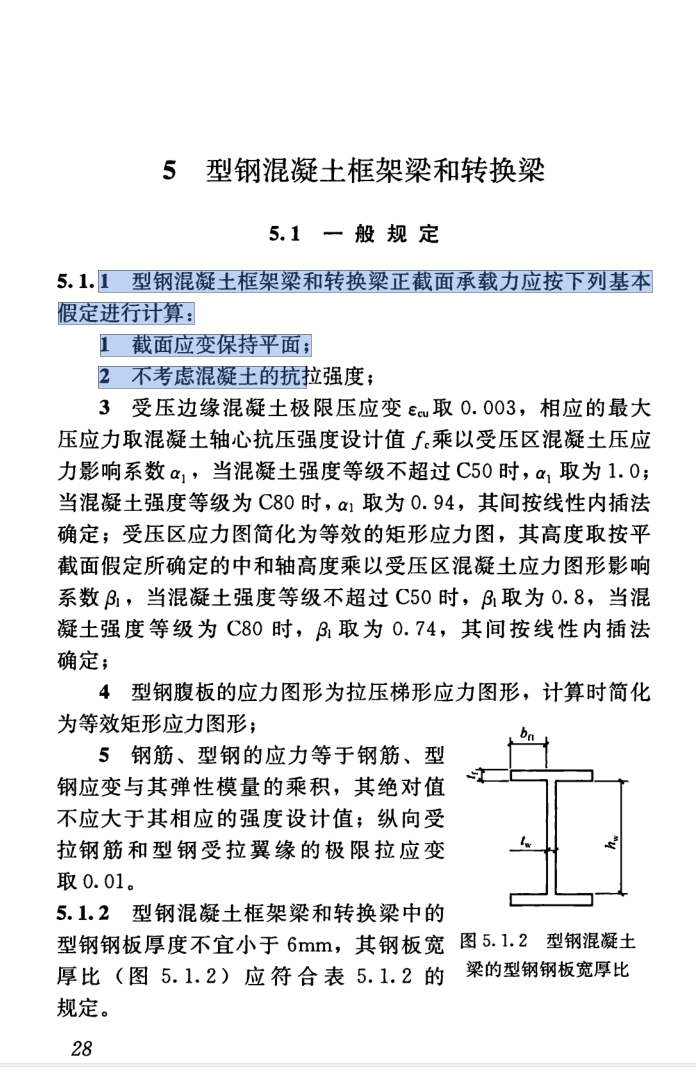 5 型钢混凝土框架梁和转换梁
5.1 一般规定
5.1.1 型钢混凝土框架梁和转换梁正截面承载力应按下列基本
假定进行计算：
1 截面应变保持平面；
2 不考虑混凝土的抗拉强度；
3 受压边缘混凝土极限压应变 εcu取 0.003，相应的最大
压应力取混凝土轴心抗压强度设计值 fc乘以受压区混凝土压应
力影响系数 α1，当混凝土强度等级不超过 C50 时，α1 取为 1.0；
当混凝土强度等级为 C80 时，α1 取为 0.94，其间按线性内插法
确定；受压区应力图简化为等效的矩形应力图，其高度取按平
截面假定所确定的中和轴高度乘以受压区混凝土应力图形影响
系数 β1，当混凝土强度等级不超过 C50 时，β1取为 0.8，当混
凝土强度等级为 C80 时，β1 取为 0.74，其间按线性内插法
确定；
4 型钢腹板的应力图形为拉压梯形应力图形，计算时简化
为等效矩形应力图形；
5 钢筋、型钢的应力等于钢筋、型
钢应变与其弹性模量的乘积，其绝对值
不应大于其相应的强度设计值；纵向受
拉钢筋和型钢受拉翼缘的极限拉应变
取 0.01。
5.1.2 型钢混凝土框架梁和转换梁中的
型钢钢板厚度不宜小于 6mm，其钢板宽
厚比（图 5.1.2）应符合表 5.1.2 的
规定。
bf1
tf
tw
hw
图 5.1.2 型钢混凝土
梁的型钢钢板宽厚比
28